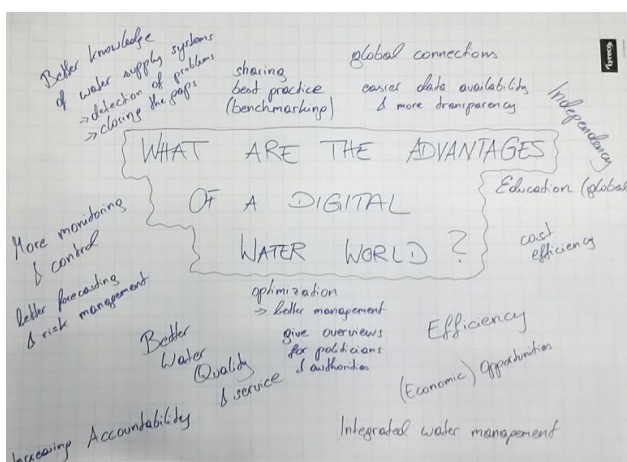 Better knowledge
of water supply systems
→ detection of problems
→ closing the gaps
sharing
best practice
(benchmarking)
global connections
easier data availability
& more transparency
Independency
WHAT ARE THE ADVANTAGES
OF A DIGITAL
WATER WORLD?
Education (global
cost
efficiency
More monitoring
& control
better forecasting
& risk management
optimization
→ better management
give overviews
for politicians
& authorities
Better
Water
Quality
& service
Efficiency
(Economic) Opportunities
Increasing Accountability
Integrated water management